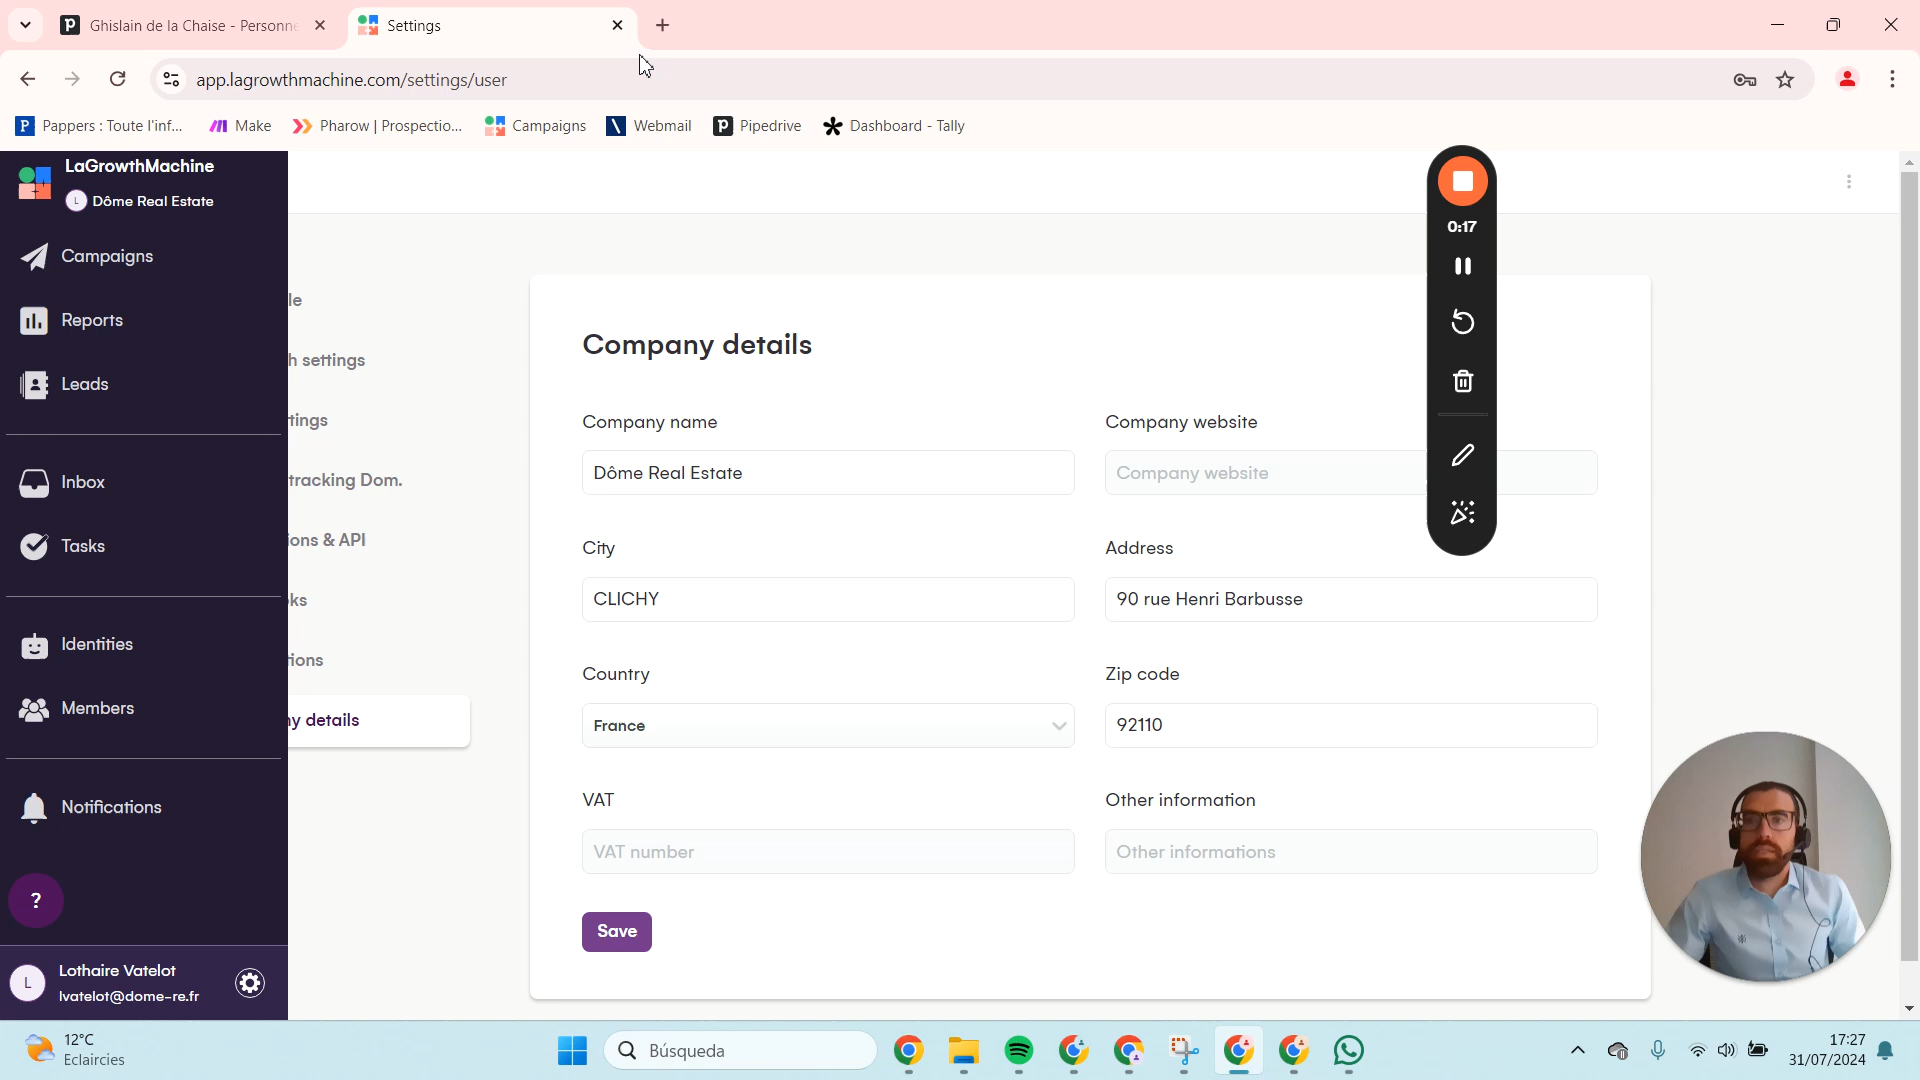 Ghislain de la Chaise - Personne
Settings
app.lagrowthmachine.com/settings/user
Pappers : Toute l'inf...
Make
Pharow | Prospectio...
Campaigns
Webmail
Pipedrive
Dashboard - Tally
LaGrowthMachine
L Dôme Real Estate
Campaigns
Reports
Leads
Inbox
Tasks
Identities
Members
Notifications
?
L
Lothaire Vatelot
lvatelot@dome-re.fr
le
h settings
ttings
tracking Dom.
ions & API
ks
ions
ny details
Company details
Company name
Dôme Real Estate
Company website
Company website
City
CLICHY
Address
90 rue Henri Barbusse
Country
France
Zip code
92110
VAT
VAT number
Other information
Other informations
Save
0:17
12°C
Eclaircies
Búsqueda
17:27
31/07/2024